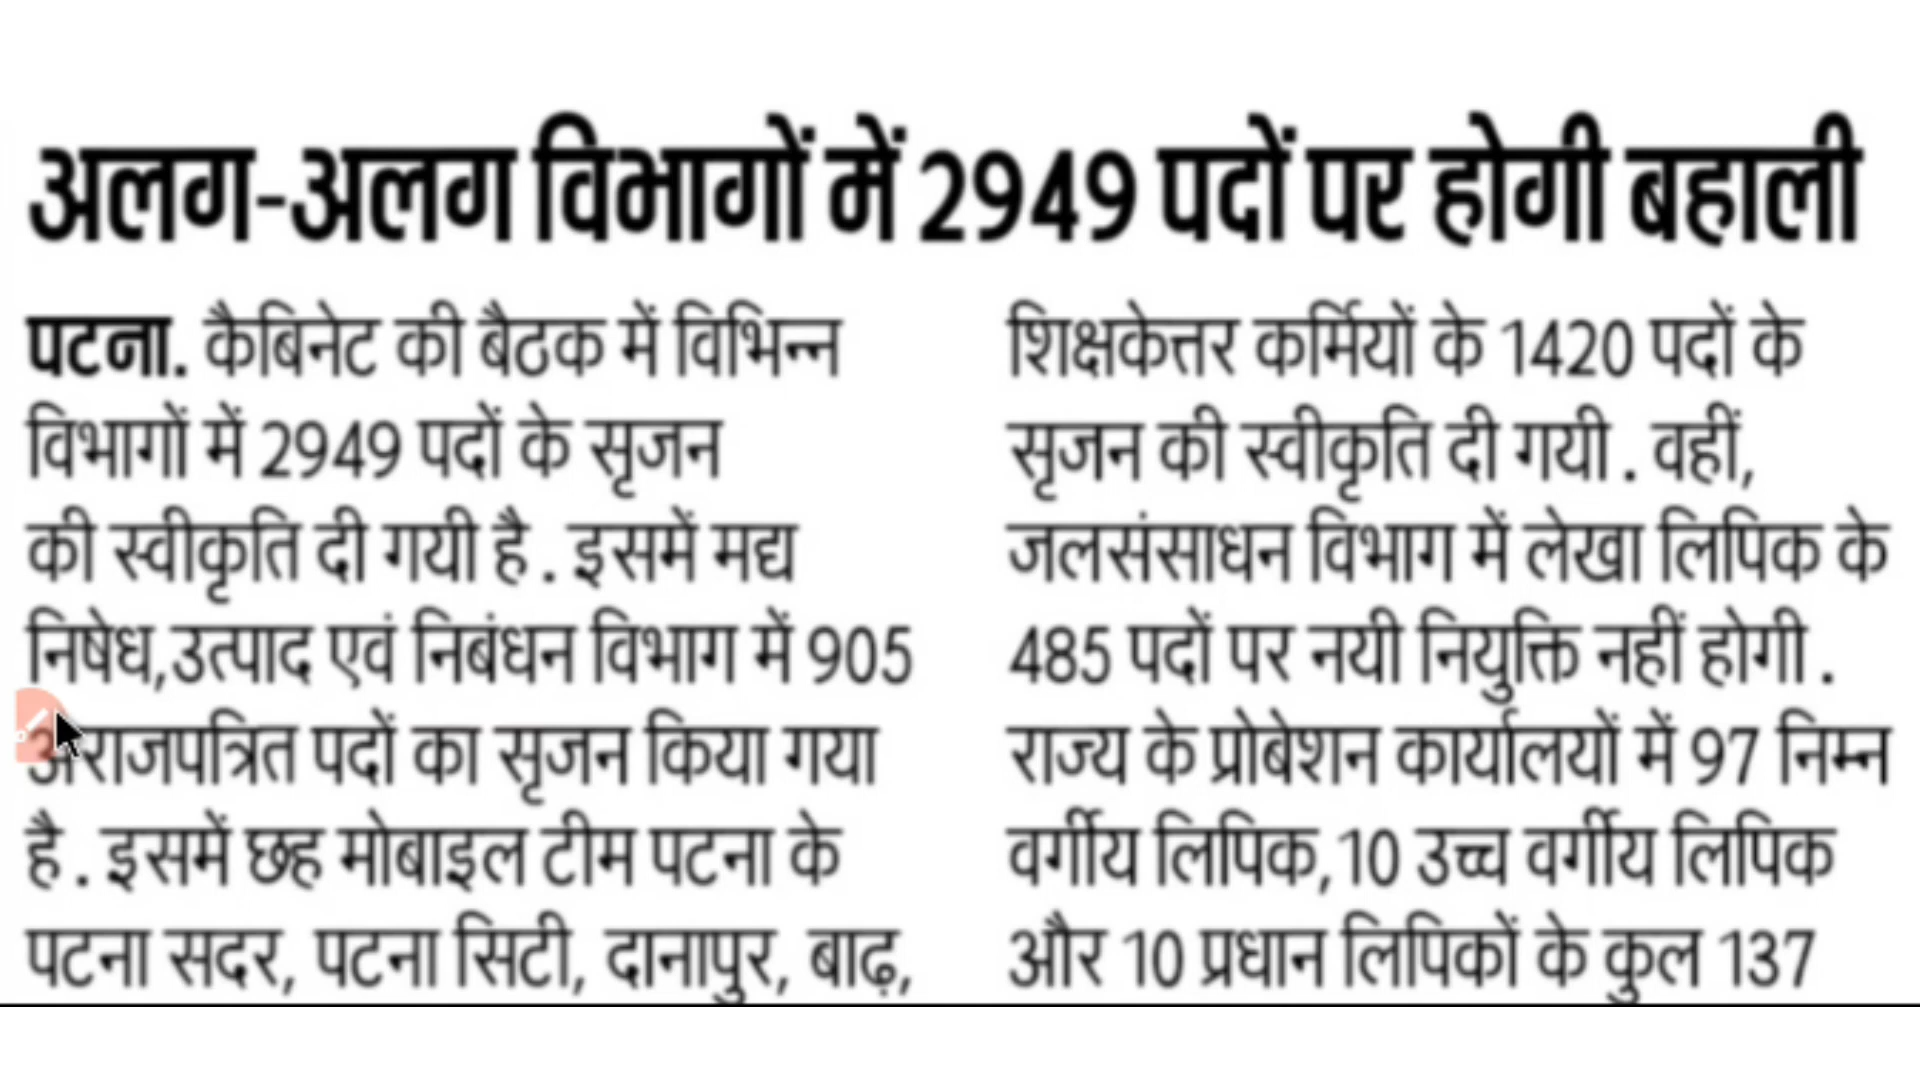 अलग-अलग विभागों में 2949 पदों पर होगी बहाली
पटना. कैबिनेट की बैठक में विभिन्न
विभागों में 2949 पदों के सृजन
की स्वीकृति दी गयी है . इसमें मद्य
निषेध,उत्पाद एवं निबंधन विभाग में 905
अराजपत्रित पदों का सृजन किया गया
है . इसमें छह मोबाइल टीम पटना के
पटना सदर, पटना सिटी, दानापुर, बाढ़,
शिक्षकेत्तर कर्मियों के 1420 पदों के
सृजन की स्वीकृति दी गयी . वहीं,
जलसंसाधन विभाग में लेखा लिपिक के
485 पदों पर नयी नियुक्ति नहीं होगी .
राज्य के प्रोबेशन कार्यालयों में 97 निम्न
वर्गीय लिपिक,10 उच्च वर्गीय लिपिक
और 10 प्रधान लिपिकों के कुल 137